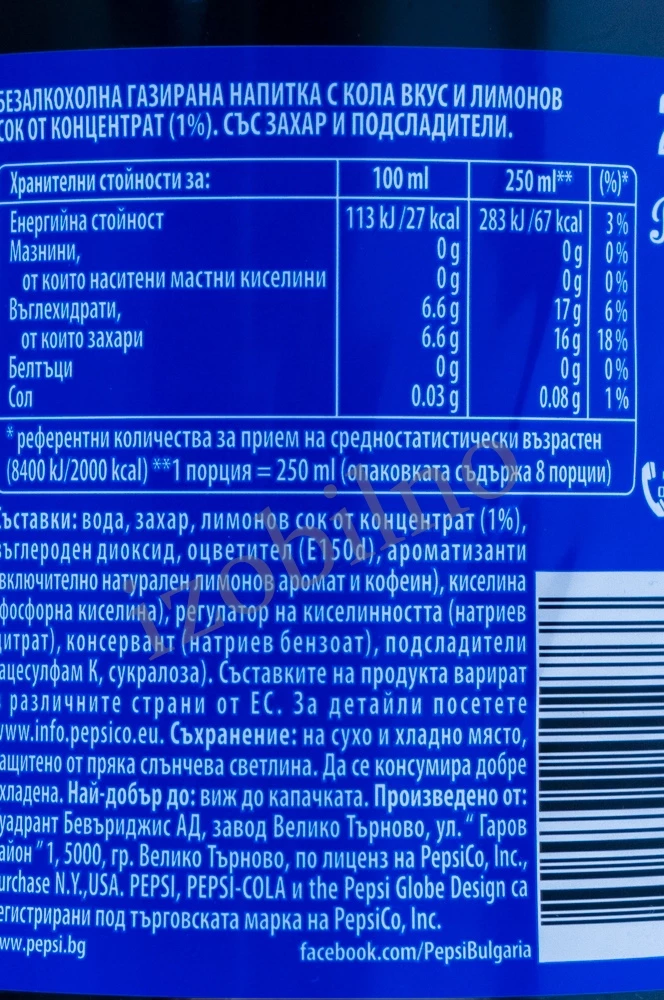 БЕЗАЛКОХОЛНА ГАЗИРАНА НАПИТКА С КОЛА ВКУС И ЛИМОНОВ
СОК ОТ КОНЦЕНТРАТ (1%). СЪС ЗАХАР И ПОДСЛАДИТЕЛИ.
Хранителни стойности за: 100 ml 250 ml** (%)*
Енергийна стойност 113 kJ /27 kcal 283 kJ /67 kcal 3%
Мазнини, 0 g 0 g 0%
от които наситени мастни киселини 0 g 0 g 0%
Въглехидрати, 6.6 g 17 g 6%
от които захари 6.6 g 16 g 18%
Белтъци 0 g 0 g 0%
Сол 0.03 g 0.08 g 1%
*референтни количества за прием на средностатистически възрастен
(8400 kJ/2000 kcal) **1 порция = 250 ml (опаковката съдържа 8 порции)
Съставки: вода, захар, лимонов сок от концентрат (1%),
въглероден диоксид, оцветител (E150d), ароматизанти
включително натурален лимонов аромат и кофеин), киселина
фосфорна киселина), регулатор на киселинността (натриев
цитрат), консервант (натриев бензоат), подсладители
ацесулфам К, сукралоза). Съставките на продукта варират
различните страни от ЕС. За детайли посетете
www.info.pepsico.eu. Съхранение: на сухо и хладно място,
ащитено от пряка слънчева светлина. Да се консумира добре
хладена. Най-добър до: виж до капачката. Произведено от:
уадрант Бевъриджис АД, завод Велико Търново, ул. “ Гаров
айон ” 1, 5000, гр. Велико Търново, по лиценз на PepsiCo, Inc.,
urchase N.Y.,USA. PEPSI, PEPSI-COLA и the Pepsi Globe Design са
егистрирани под търговската марка на PepsiCo, Inc.
www.pepsi.bg facebook.com/PepsiBulgaria
izobilno